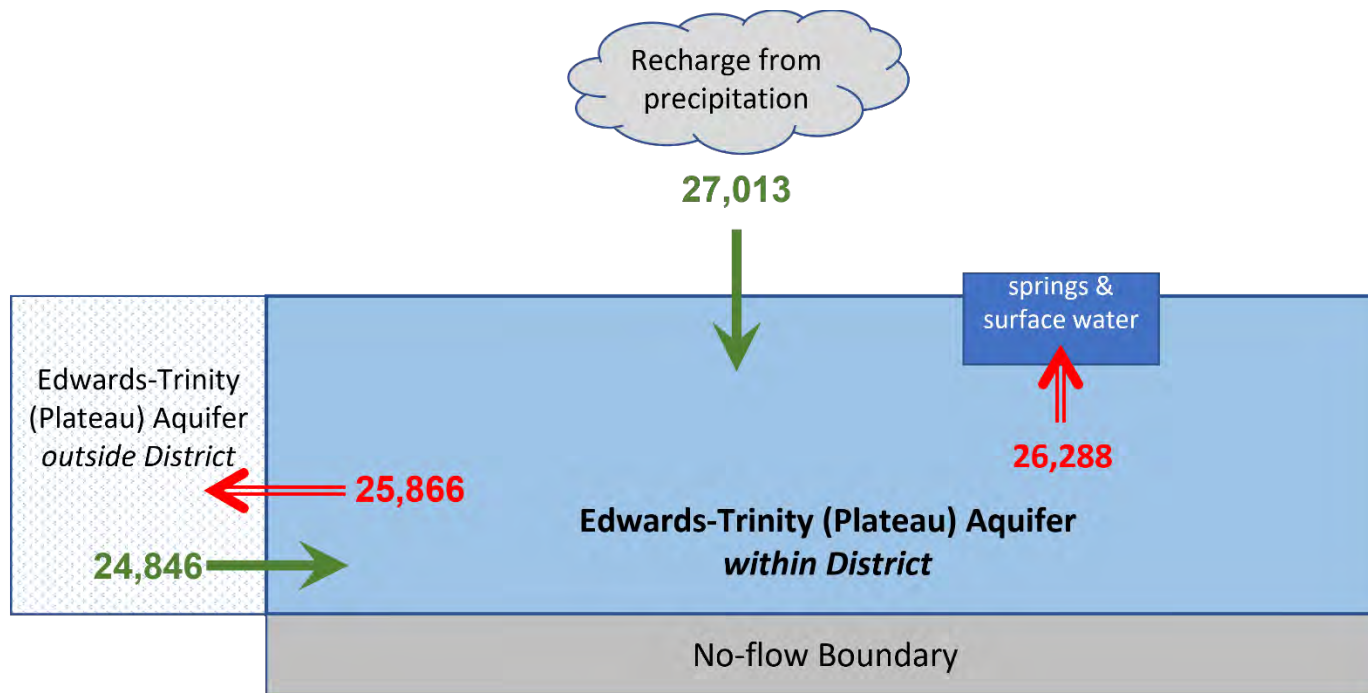 Recharge from
precipitation
27,013
springs &
surface water
Edwards-Trinity
(Plateau) Aquifer
outside District
26,288
25,866
Edwards-Trinity (Plateau) Aquifer
within District
24,846
No-flow Boundary